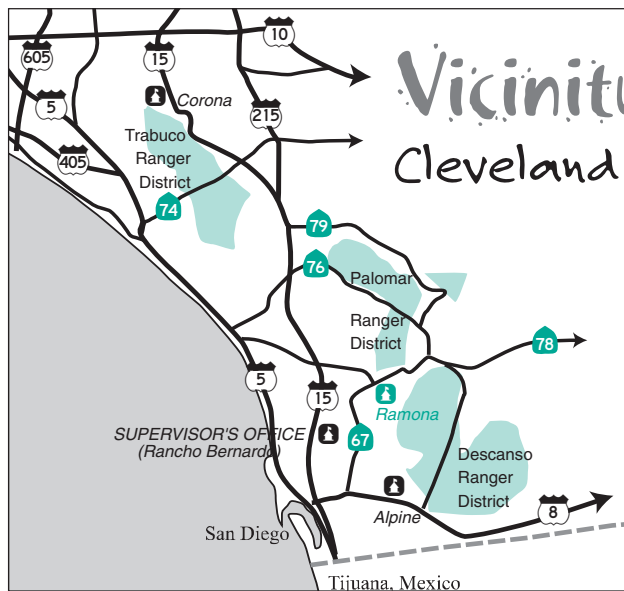 10
605
15
Vicinity
5
Corona
215
Cleveland
Trabuco
Ranger
District
405
74
79
76
Palomar
Ranger
District
78
5
15
Ramona
SUPERVISOR'S OFFICE
(Rancho Bernardo)
67
Descanso
Ranger
District
Alpine
8
San Diego
Tijuana, Mexico